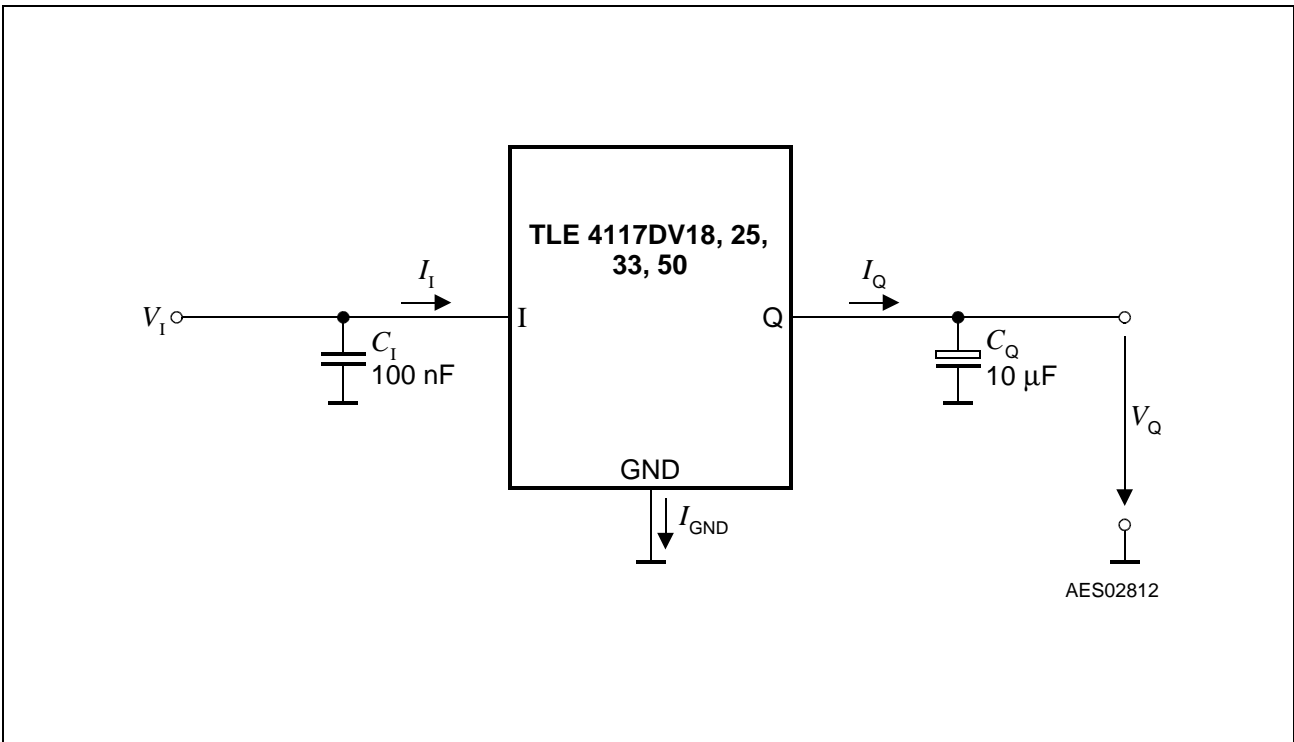 TLE 4117DV18, 25,
33, 50
I_I
I_Q
V_I
I
Q
C_I
100 nF
C_Q
10 μF
V_Q
GND
I_GND
AES02812